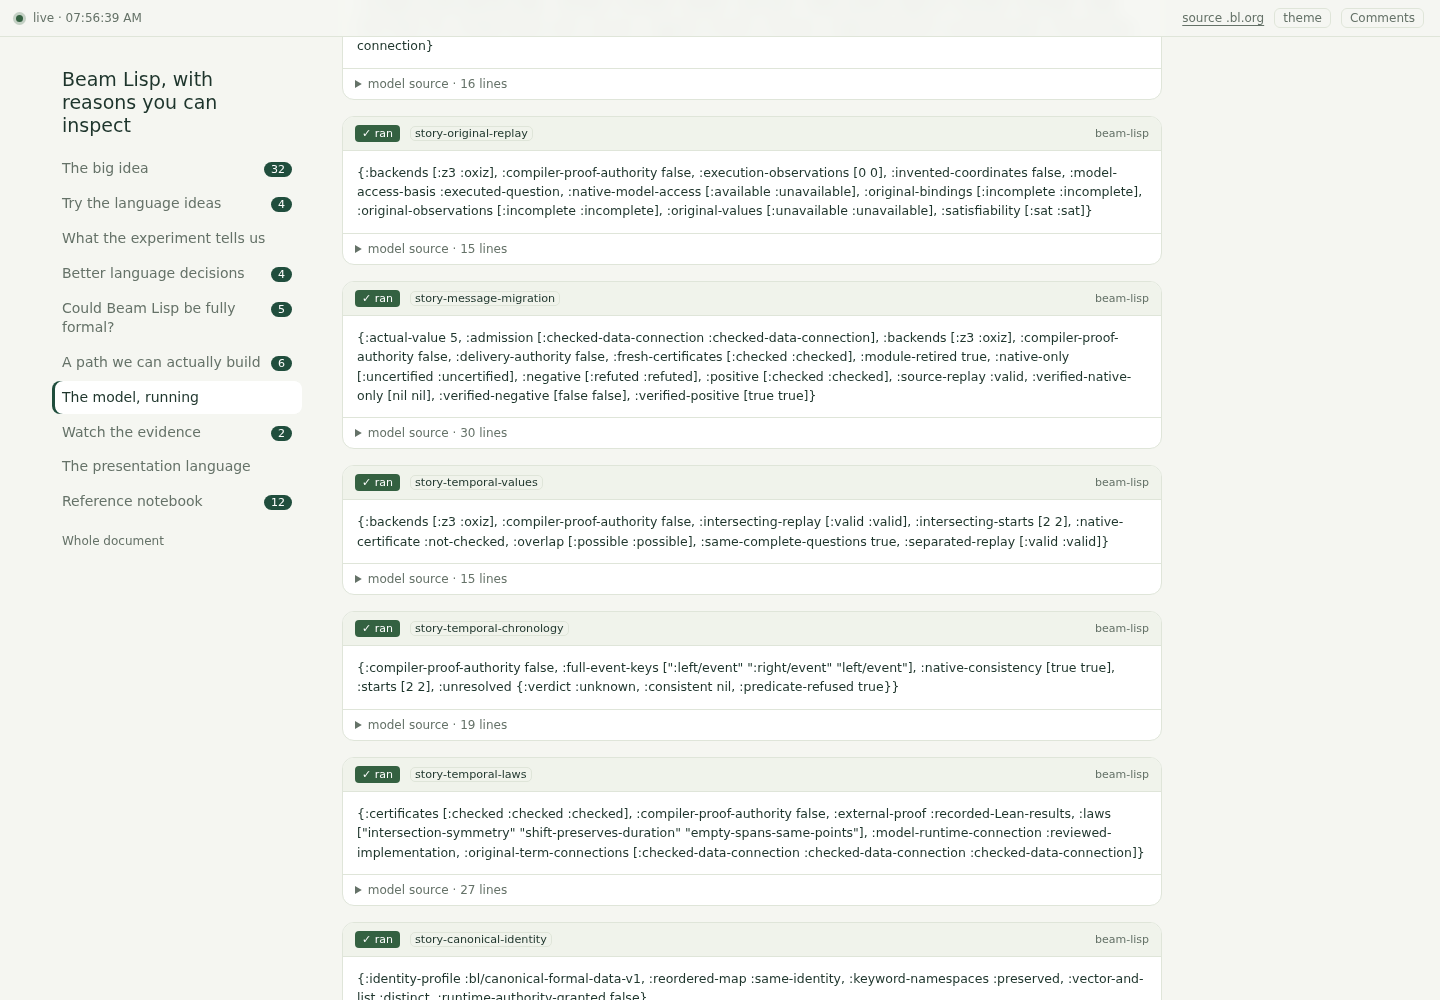 live · 07:56:39 AM
source .bl.org
theme
Comments
Beam Lisp, with
reasons you can
inspect
The big idea
32
Try the language ideas
4
What the experiment tells us
Better language decisions
4
Could Beam Lisp be fully
formal?
5
A path we can actually build
6
The model, running
Watch the evidence
2
The presentation language
Reference notebook
12
Whole document
connection}
model source · 16 lines
✓ ran
story-original-replay
beam-lisp
{:backends [:z3 :oxiz], :compiler-proof-authority false, :execution-observations [0 0], :invented-coordinates false, :model-
access-basis :executed-question, :native-model-access [:available :unavailable], :original-bindings [:incomplete :incomplete],
:original-observations [:incomplete :incomplete], :original-values [:unavailable :unavailable], :satisfiability [:sat :sat]}
model source · 15 lines
✓ ran
story-message-migration
beam-lisp
{:actual-value 5, :admission [:checked-data-connection :checked-data-connection], :backends [:z3 :oxiz], :compiler-proof-
authority false, :delivery-authority false, :fresh-certificates [:checked :checked], :module-retired true, :native-only
[:uncertified :uncertified], :negative [:refuted :refuted], :positive [:checked :checked], :source-replay :valid, :verified-native-
only [nil nil], :verified-negative [false false], :verified-positive [true true]}
model source · 30 lines
✓ ran
story-temporal-values
beam-lisp
{:backends [:z3 :oxiz], :compiler-proof-authority false, :intersecting-replay [:valid :valid], :intersecting-starts [2 2], :native-
certificate :not-checked, :overlap [:possible :possible], :same-complete-questions true, :separated-replay [:valid :valid]}
model source · 15 lines
✓ ran
story-temporal-chronology
beam-lisp
{:compiler-proof-authority false, :full-event-keys [":left/event" ":right/event" "left/event"], :native-consistency [true true],
:starts [2 2], :unresolved {:verdict :unknown, :consistent nil, :predicate-refused true}}
model source · 19 lines
✓ ran
story-temporal-laws
beam-lisp
{:certificates [:checked :checked :checked], :compiler-proof-authority false, :external-proof :recorded-Lean-results, :laws
["intersection-symmetry" "shift-preserves-duration" "empty-spans-same-points"], :model-runtime-connection :reviewed-
implementation, :original-term-connections [:checked-data-connection :checked-data-connection :checked-data-connection]}
model source · 27 lines
✓ ran
story-canonical-identity
beam-lisp
{:identity-profile :bl/canonical-formal-data-v1, :reordered-map :same-identity, :keyword-namespaces :preserved, :vector-and-
list :distinct, :runtime-authority-granted false}